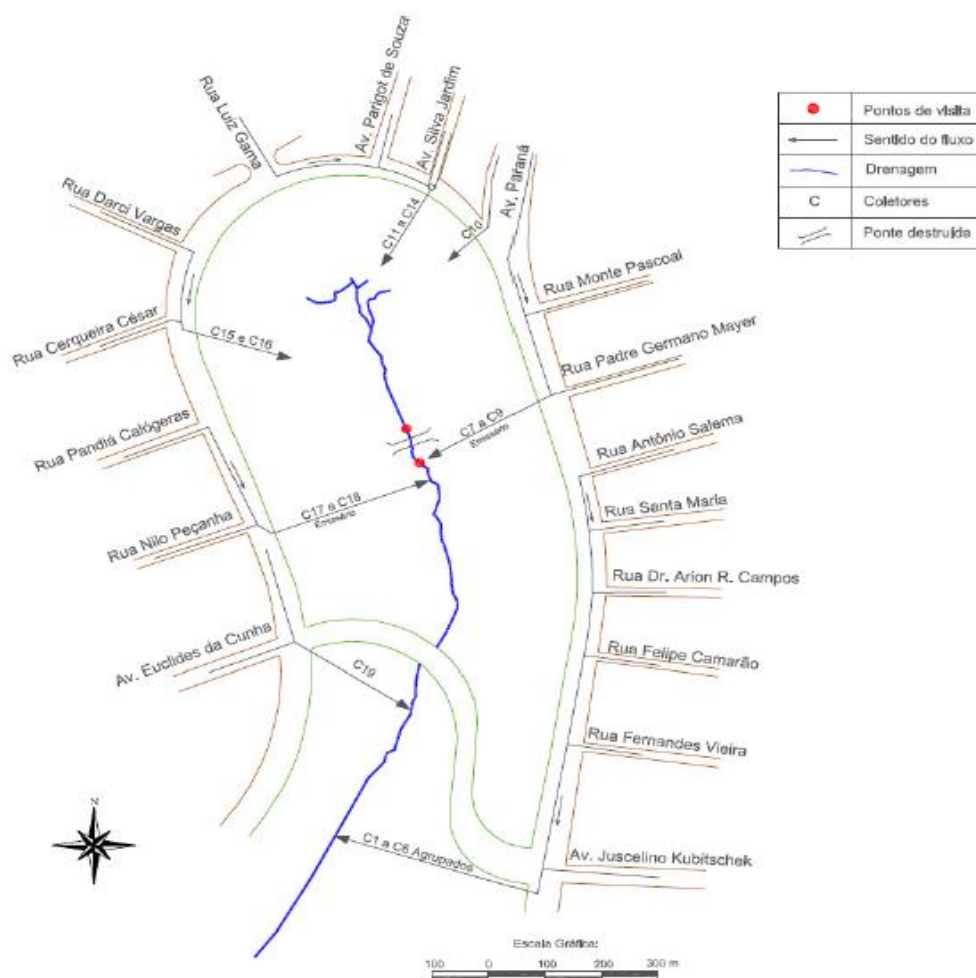 Rua Luiz Gama
Av. Parigot de Souza
Av. Silva Jardim
Av. Paraná
Rua Darci Vargas
C11 a C14
C10
Rua Monte Pascoal
Rua Cerqueira César
C15 e C16
Rua Padre Germano Mayer
C7 a C9
Emissário
Rua Pandiá Calógeras
Rua Antônio Salema
Rua Nilo Peçanha
C17 a C18
Emissário
Rua Santa Maria
Rua Dr. Arion R. Campos
Av. Euclides da Cunha
C19
Rua Felipe Camarão
Rua Fernandes Vieira
N
C1 a C6 Agrupados
Av. Juscelino Kubitschek
Pontos de visita
Sentido do fluxo
Drenagem
C
Coletores
Ponte destruída
Escala Gráfica:
100 0 100 200 300 m